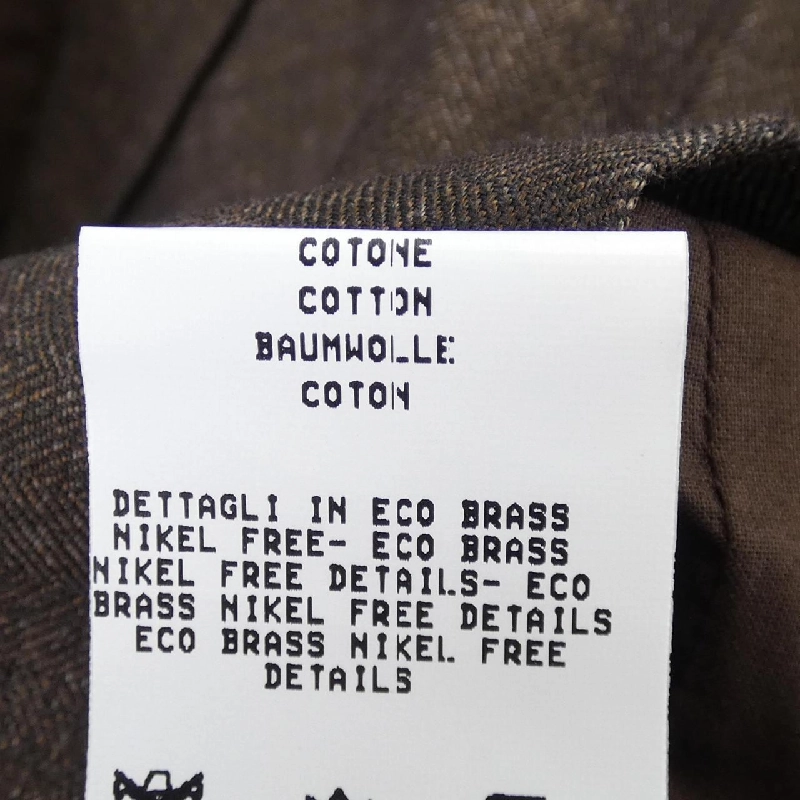 COTONE
COTTON
BAUMWOLLE
COTON
DETTAGLI IN ECO BRASS
NIKEL FREE- ECO BRASS
NIKEL FREE DETAILS- ECO
BRASS NIKEL FREE DETAILS
ECO BRASS NIKEL FREE
DETAILS